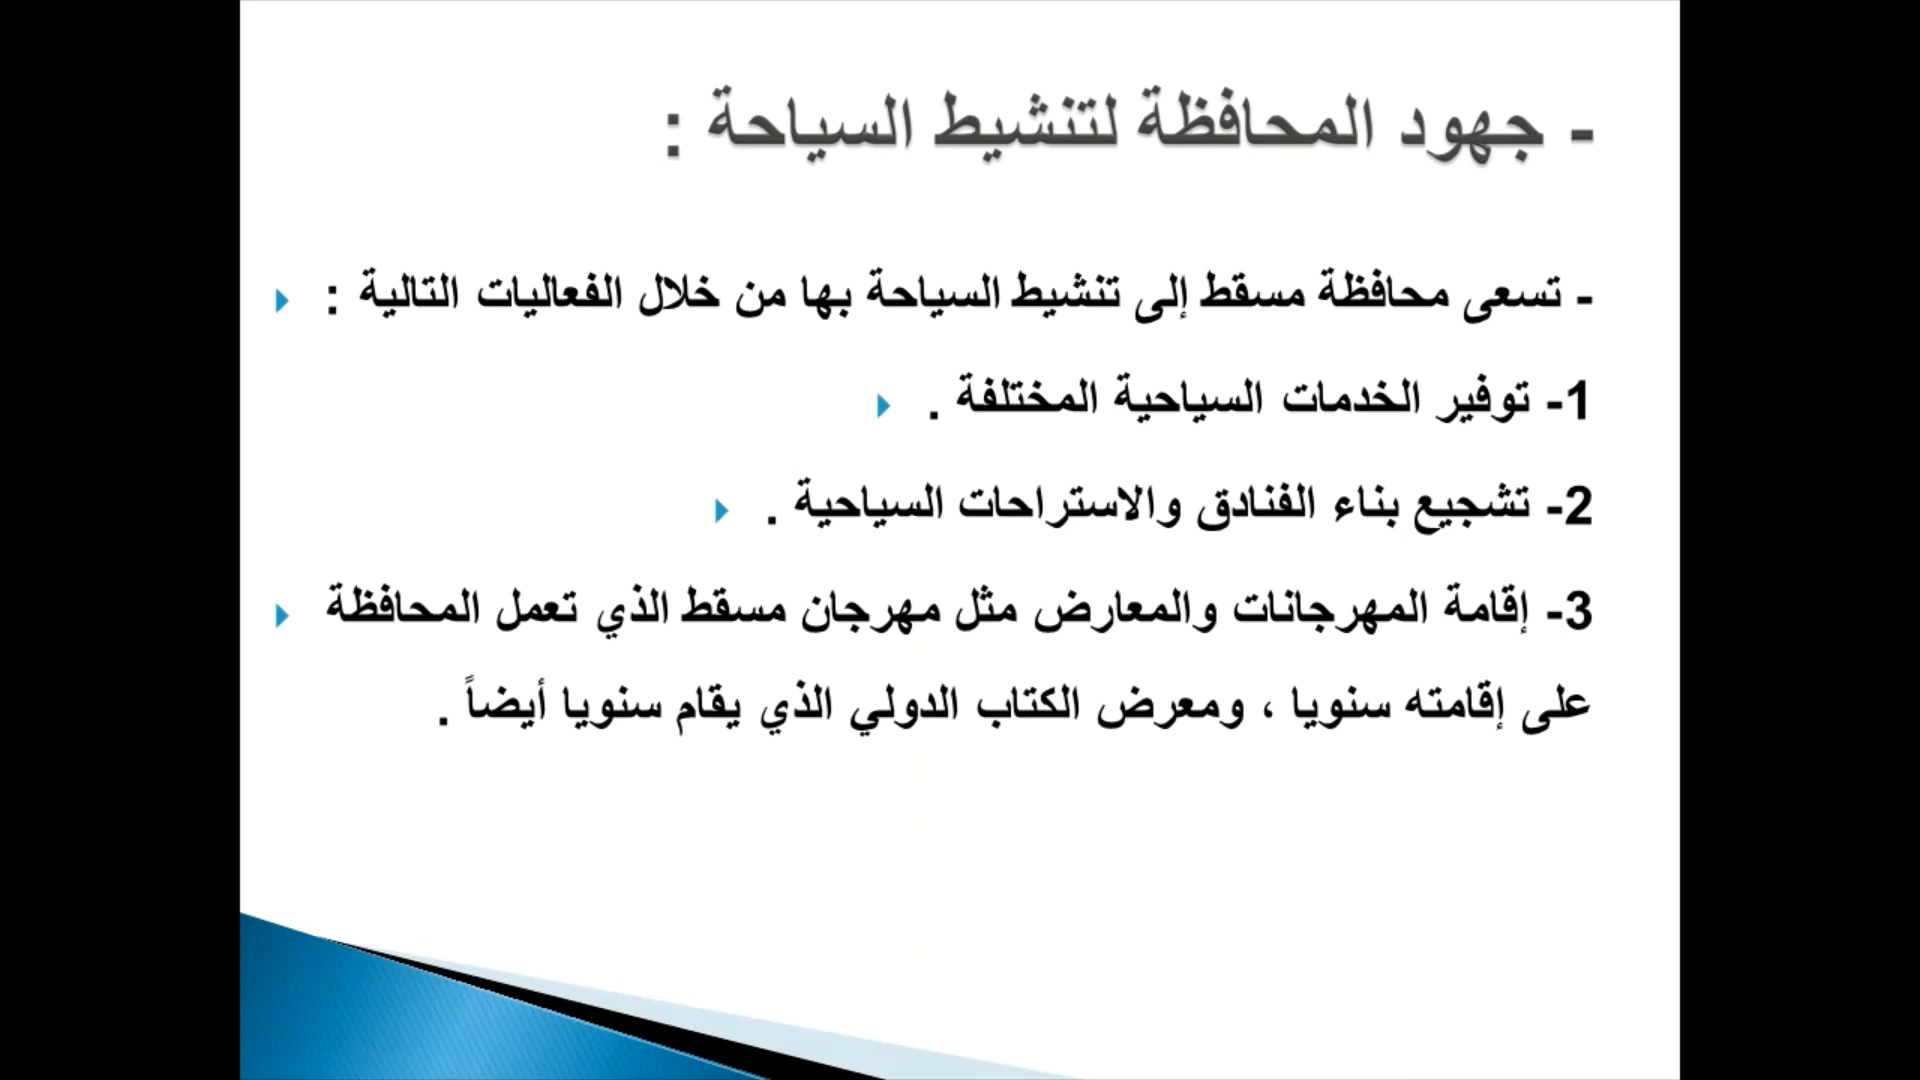 - جهود المحافظة لتنشيط السياحة :
- تسعى محافظة مسقط إلى تنشيط السياحة بها من خلال الفعاليات التالية :
1- توفير الخدمات السياحية المختلفة .
2- تشجيع بناء الفنادق والاستراحات السياحية .
3- إقامة المهرجانات والمعارض مثل مهرجان مسقط الذي تعمل المحافظة
على إقامته سنويا ، ومعرض الكتاب الدولي الذي يقام سنويا أيضاً .